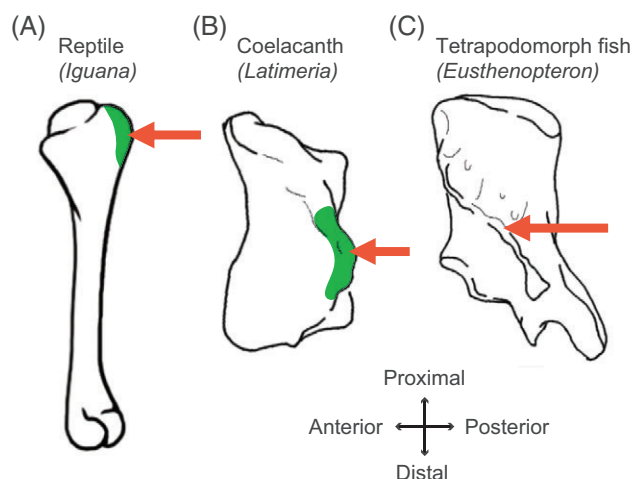 (A)
Reptile
(Iguana)
(B)
Coelacanth
(Latimeria)
(C)
Tetrapodomorph fish
(Eusthenopteron)
Proximal
Anterior
Posterior
Distal